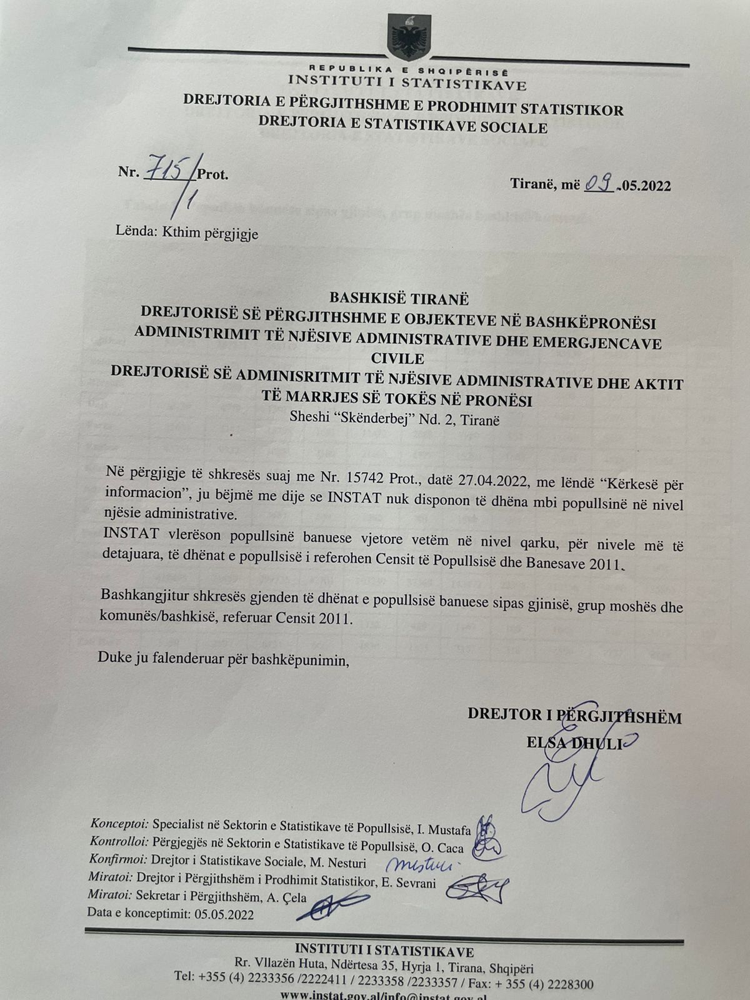 REPUBLIKA E SHQIPËRISË
INSTITUTI I STATISTIKAVE
DREJTORIA E PËRGJITHSHME E PRODHIMIT STATISTIKOR
DREJTORIA E STATISTIKAVE SOCIALE
Nr. 715/1 Prot.
Tiranë, më 09.05.2022
Lënda: Kthim përgjigje
BASHKISË TIRANË
DREJTORISË SË PËRGJITHSHME E OBJEKTEVE NË BASHKËPRONËSI
ADMINISTRIMIT TË NJËSIVE ADMINISTRATIVE DHE EMERGJENCAVE
CIVILE
DREJTORISË SË ADMINISRITMIT TË NJËSIVE ADMINISTRATIVE DHE AKTIT
TË MARRJES SË TOKËS NË PRONËSI
Sheshi “Skënderbej” Nd. 2, Tiranë
Në përgjigje të shkresës suaj me Nr. 15742 Prot., datë 27.04.2022, me lëndë “Kërkesë për
informacion”, ju bëjmë me dije se INSTAT nuk disponon të dhëna mbi popullsinë në nivel
njësie administrative.
INSTAT vlerëson popullsinë banuese vjetore vetëm në nivel qarku, për nivele më të
detajuara, të dhënat e popullsisë i referohen Censit të Popullsisë dhe Banesave 2011.
Bashkangjitur shkresës gjenden të dhënat e popullsisë banuese sipas gjinisë, grup moshës dhe
komunës/bashkisë, referuar Censit 2011.
Duke ju falenderuar për bashkëpunimin,
DREJTOR I PËRGJITHSHËM
ELSA DHULI
Konceptoi: Specialist në Sektorin e Statistikave të Popullsisë, I. Mustafa
Kontrolloi: Përgjegjës në Sektorin e Statistikave të Popullsisë, O. Caca
Konfirmoi: Drejtor i Statistikave Sociale, M. Nesturi
Miratoi: Drejtor i Përgjithshëm i Prodhimit Statistikor, E. Sevrani
Miratoi: Sekretar i Përgjithshëm, A. Çela
Data e konceptimit: 05.05.2022
INSTITUTI I STATISTIKAVE
Rr. Vllazën Huta, Ndërtesa 35, Hyrja 1, Tirana, Shqipëri
Tel: +355 (4) 2233356 /2222411 / 2233358 /2233357 / Fax: + 355 (4) 2228300
www.instat.gov.al/info@instat.gov.al